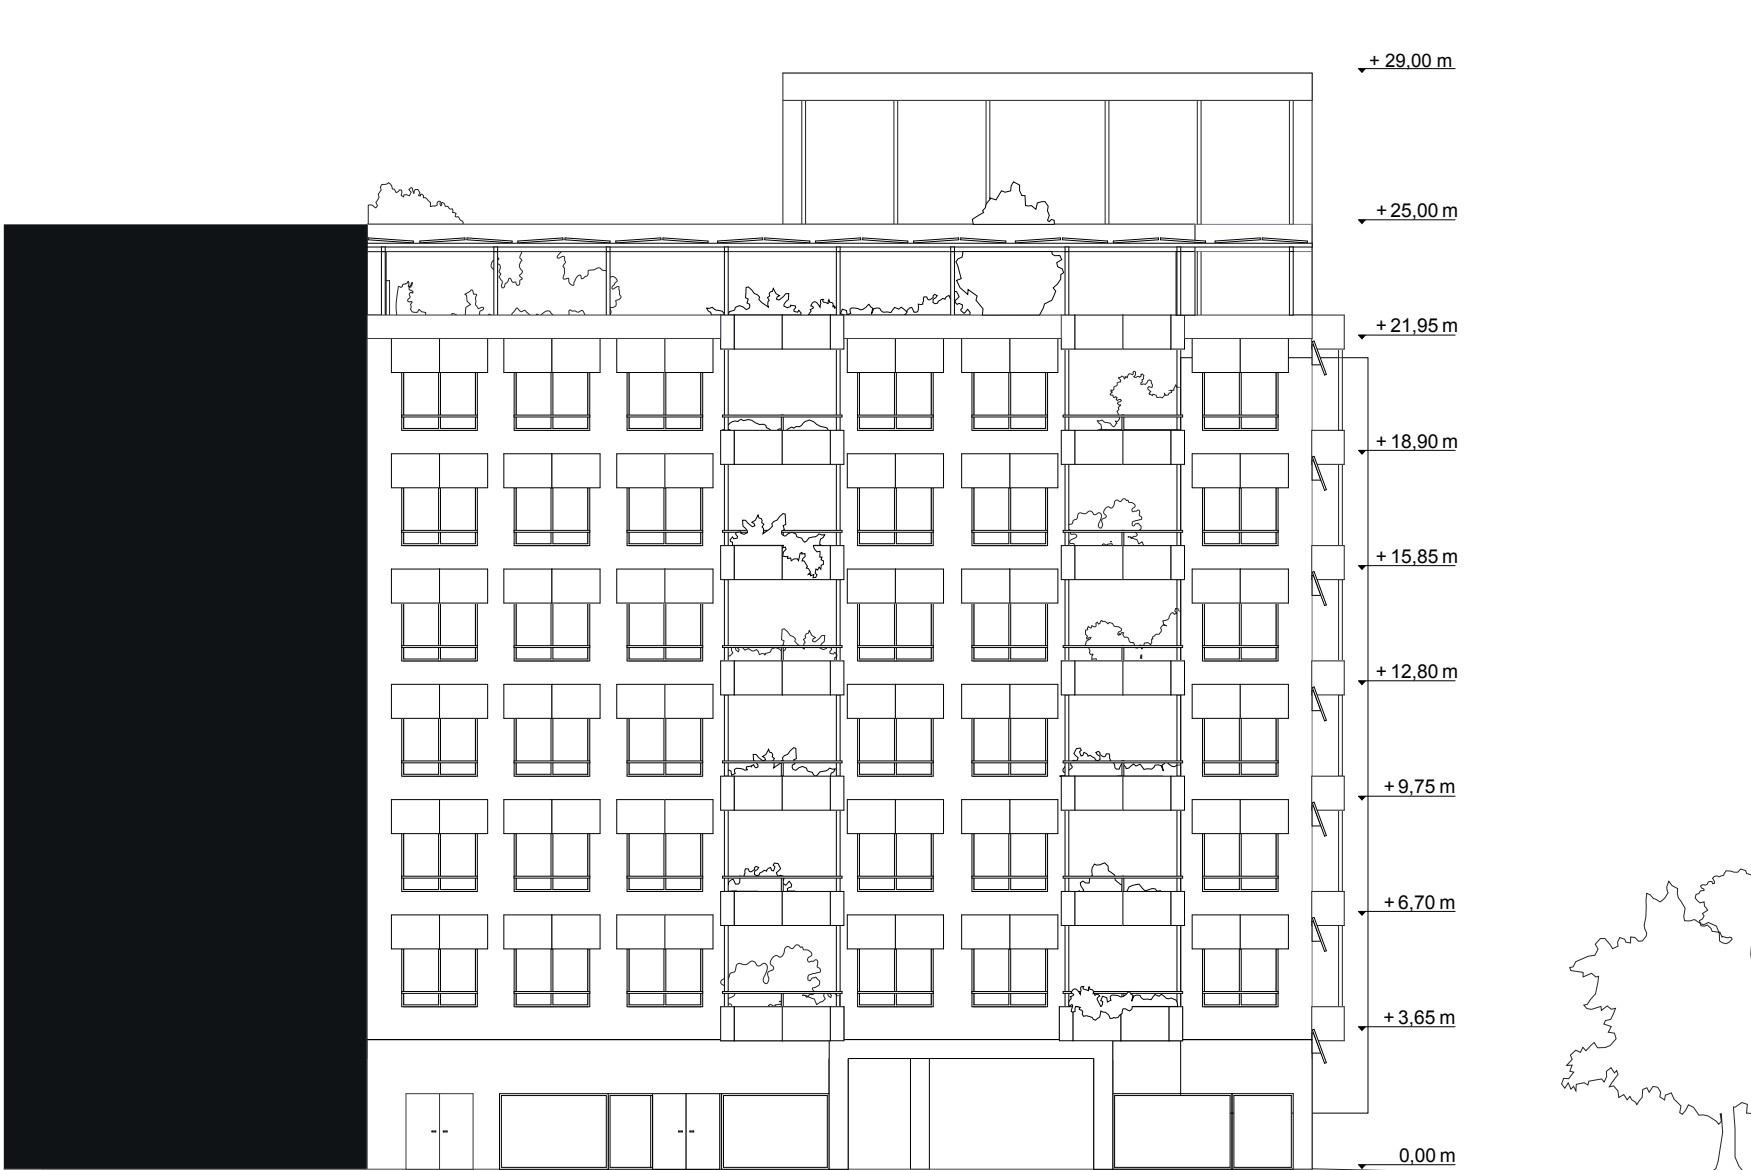 + 29,00 m
+ 25,00 m
+ 21,95 m
+ 18,90 m
+ 15,85 m
+ 12,80 m
+ 9,75 m
+ 6,70 m
+ 3,65 m
0,00 m